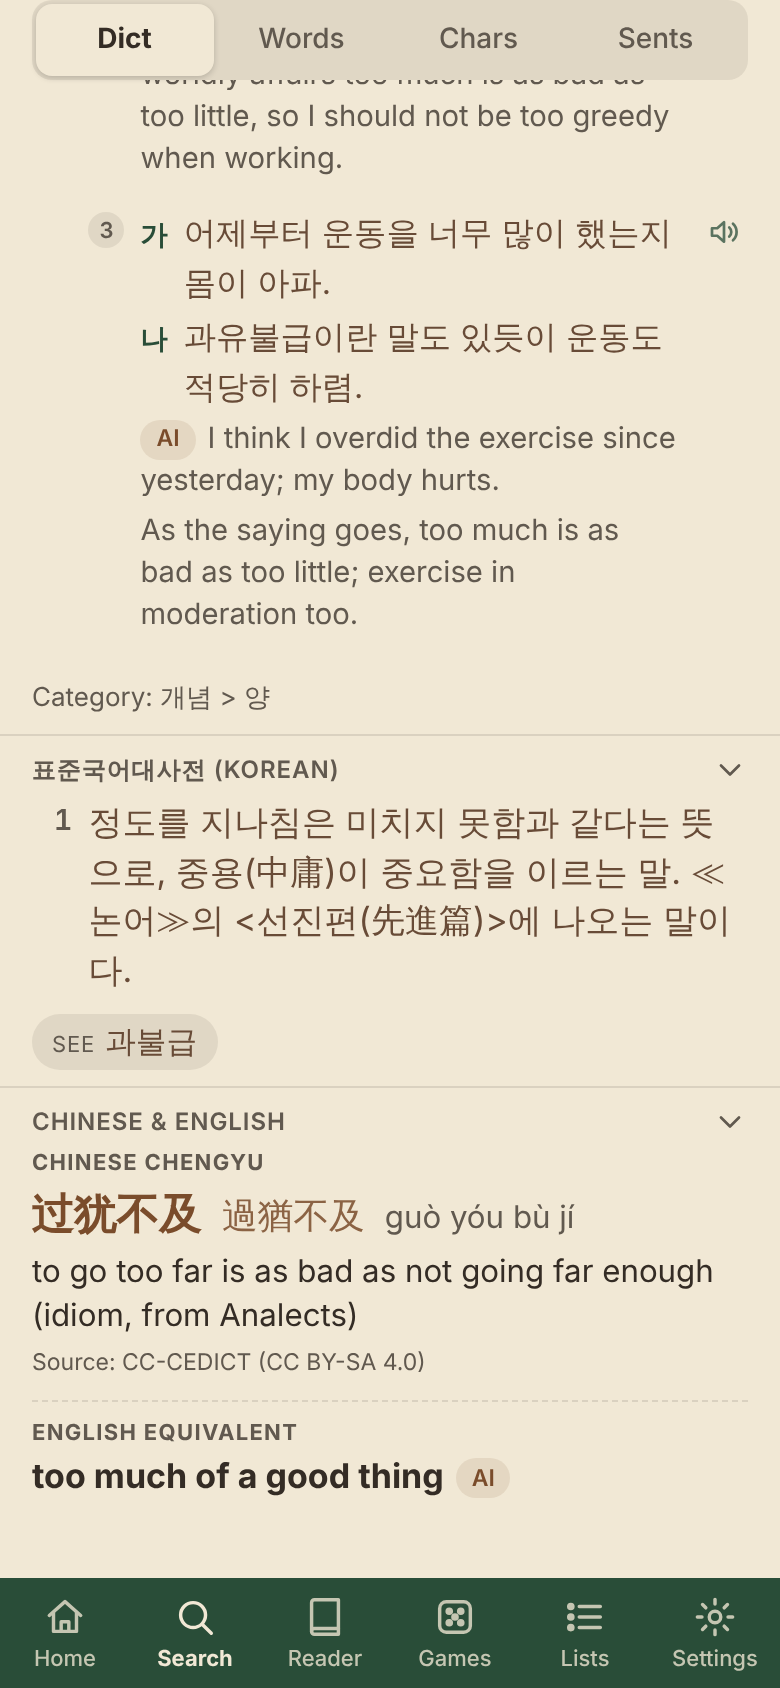 Dict
Words
Chars
Sents
worldly affairs too much is as bad as
too little, so I should not be too greedy
when working.
3 가 어제부터 운동을 너무 많이 했는지
몸이 아파.
나 과유불급이란 말도 있듯이 운동도
적당히 하렴.
AI I think I overdid the exercise since
yesterday; my body hurts.
As the saying goes, too much is as
bad as too little; exercise in
moderation too.
Category: 개념 > 양
표준국어대사전 (KOREAN)
1 정도를 지나침은 미치지 못함과 같다는 뜻
으로, 중용(中庸)이 중요함을 이르는 말. ≪
논어≫의 <선진편(先進篇)>에 나오는 말이
다.
SEE 과불급
CHINESE & ENGLISH
CHINESE CHENGYU
过犹不及 過猶不及 guò yóu bù jí
to go too far is as bad as not going far enough
(idiom, from Analects)
Source: CC-CEDICT (CC BY-SA 4.0)
ENGLISH EQUIVALENT
too much of a good thing AI
Home
Search
Reader
Games
Lists
Settings